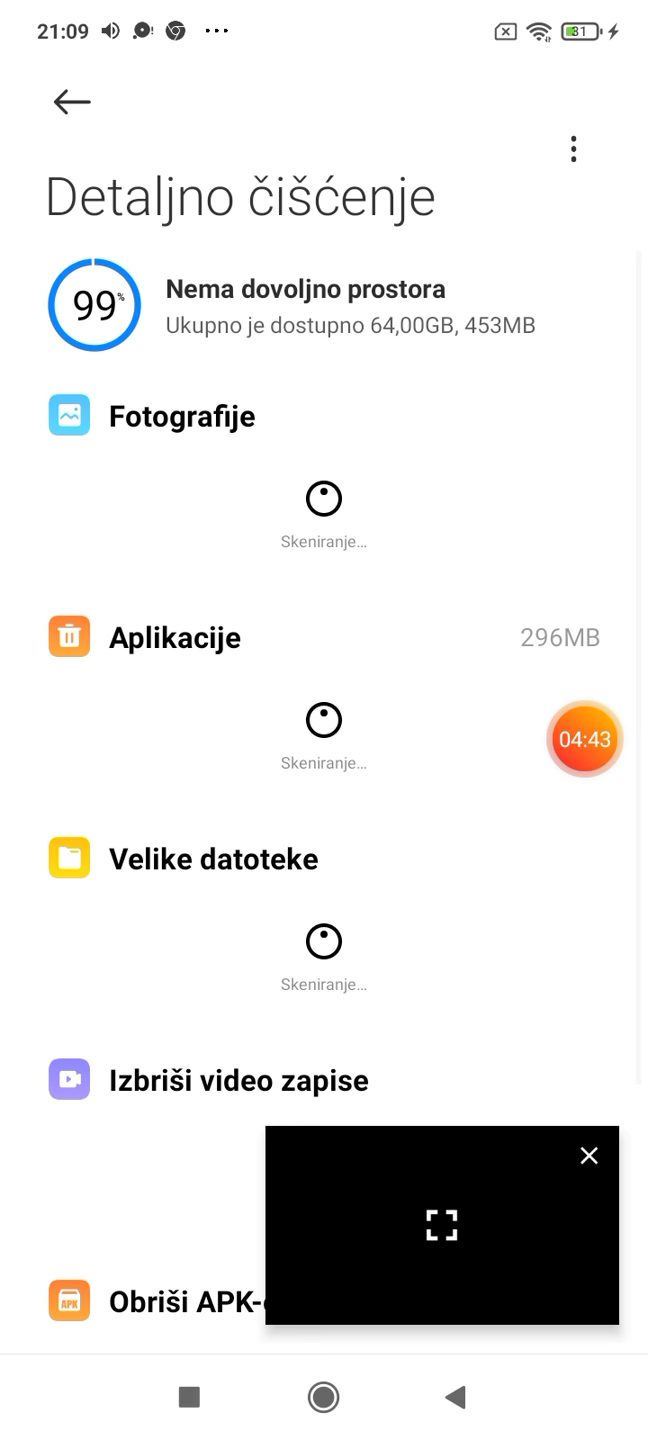 21:09
31
Detaljno čišćenje
99%
Nema dovoljno prostora
Ukupno je dostupno 64,00GB, 453MB
Fotografije
Skeniranje...
Aplikacije
296MB
Skeniranje...
04:43
Velike datoteke
Skeniranje...
Izbriši video zapise
APK
Obriši APK-